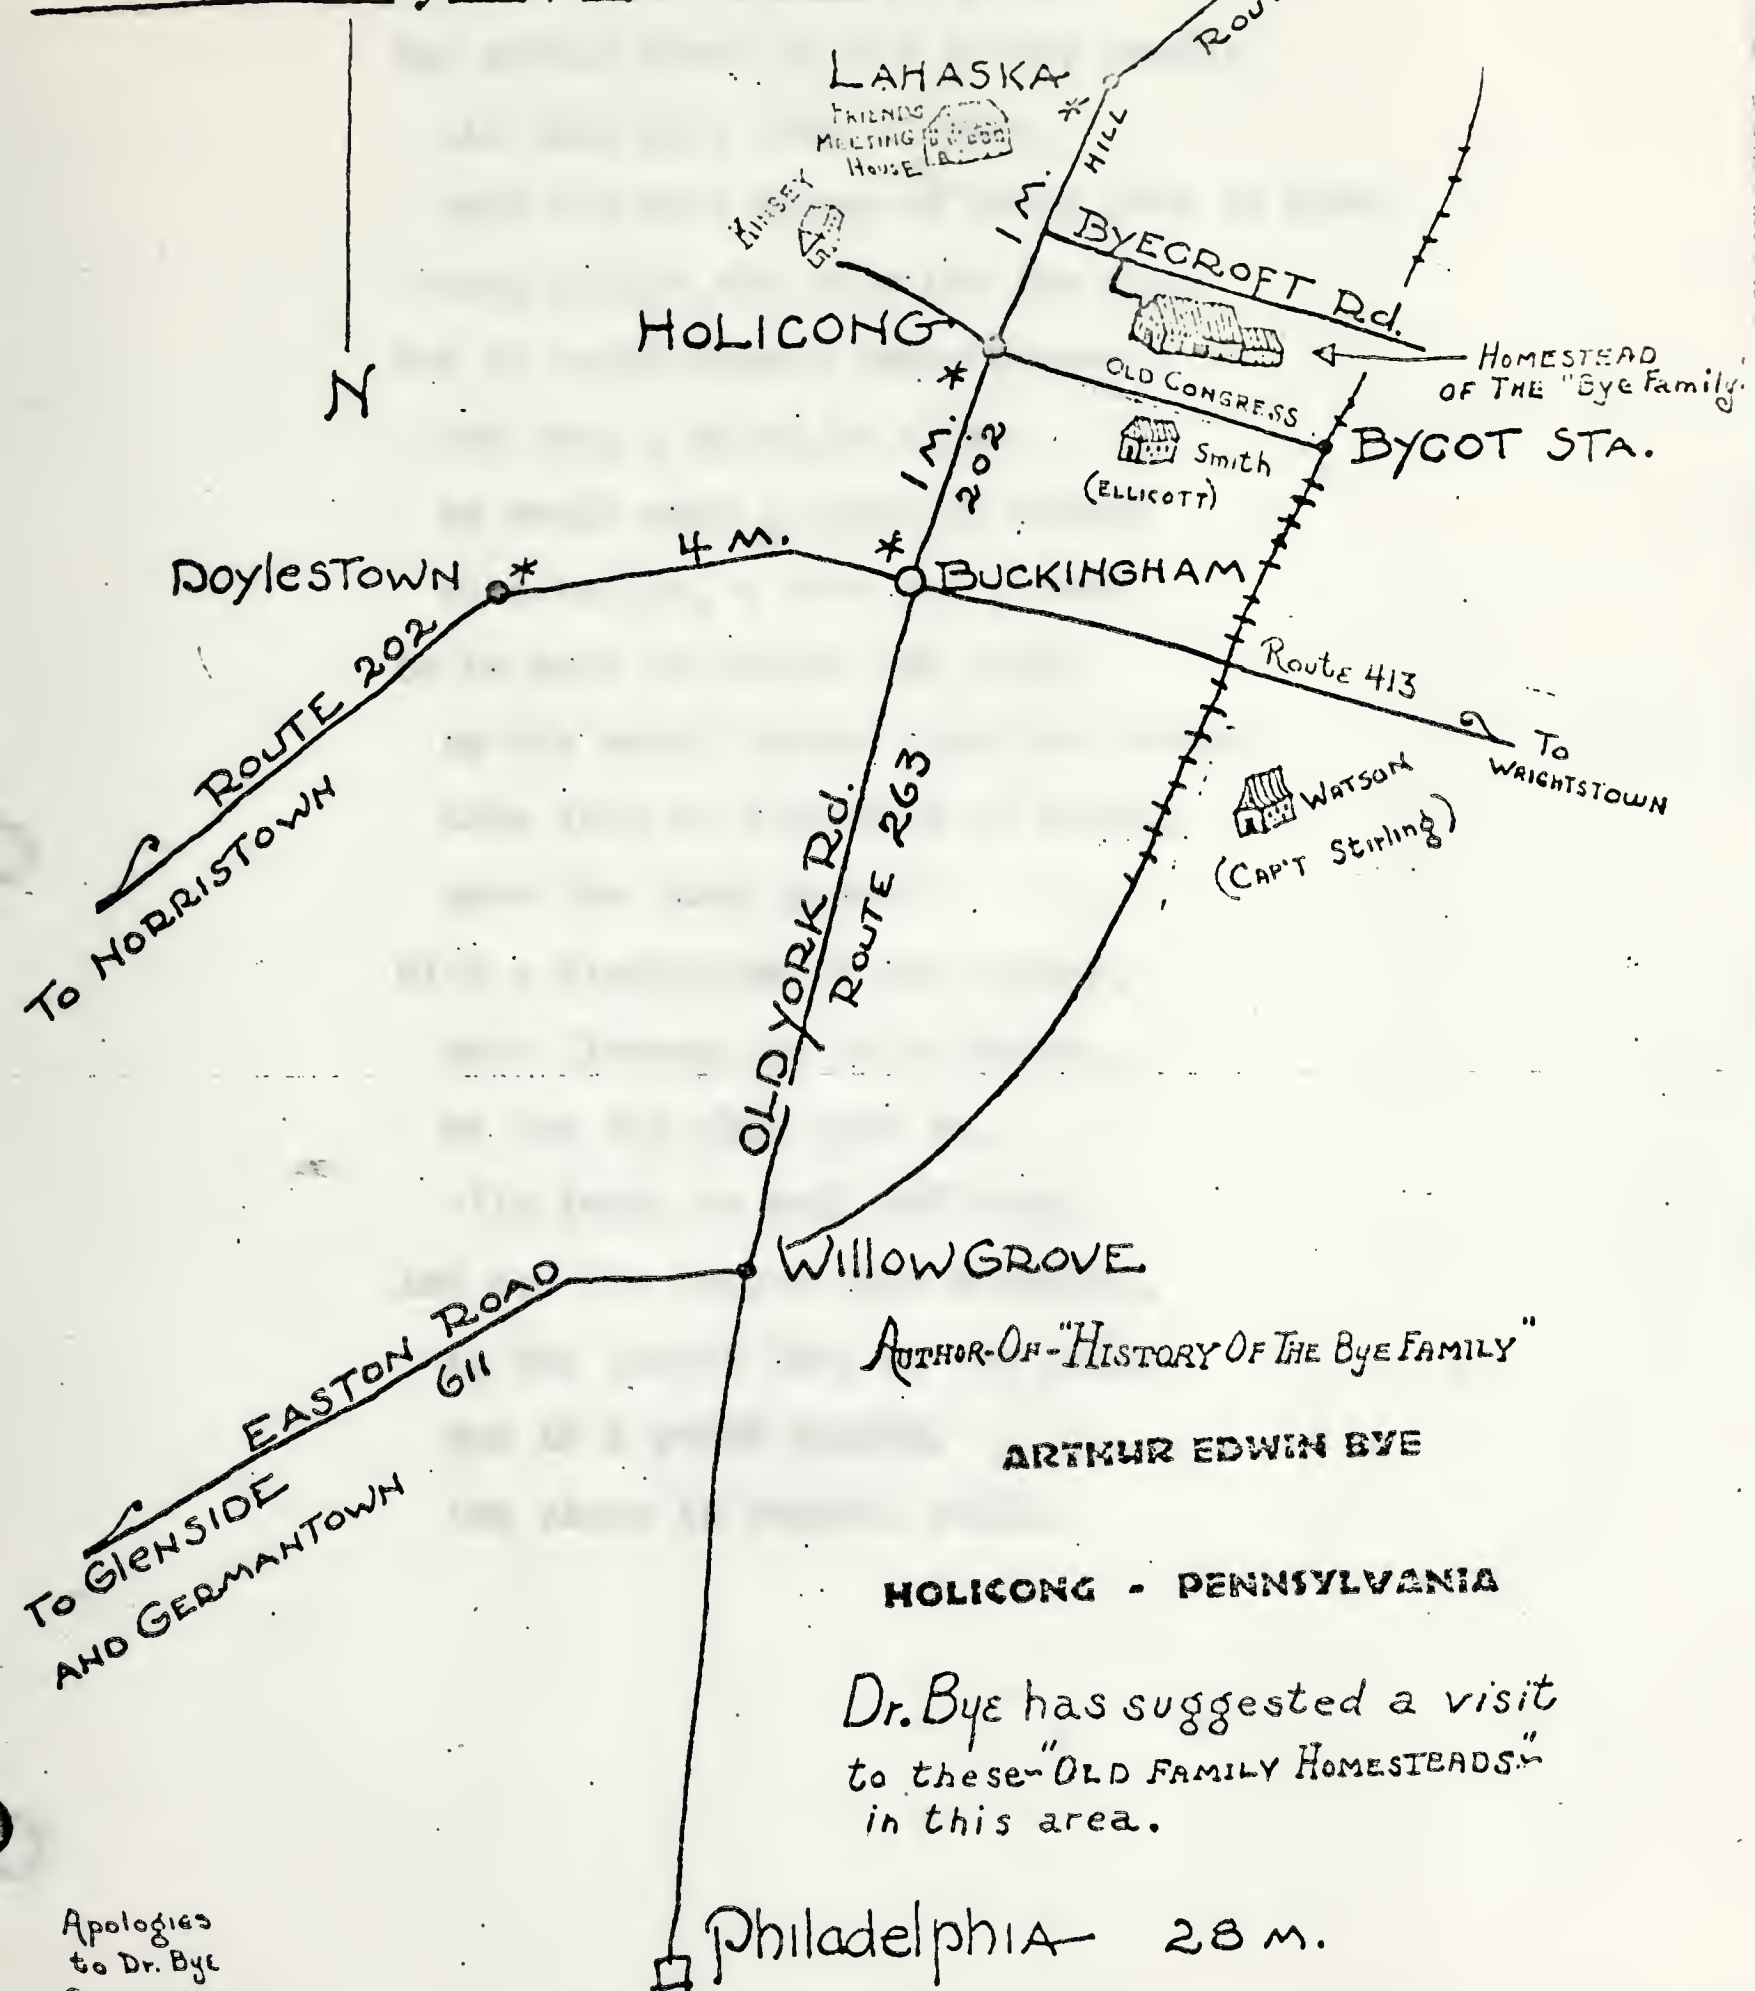 LAHASKA
FRIENDS
MEETING
HOUSE
HILL
1 M.
KINSEY
BYECROFT Rd.
HOLICONG
HOMESTEAD
OF THE "Bye Family"
OLD CONGRESS
N
1 M.
202
Smith
(ELLICOTT)
BYCOT STA.
DOYLESTOWN
4 M.
BUCKINGHAM
ROUTE 202
TO NORRISTOWN
Route 413
To
WRIGHTSTOWN
WATSON
(CAP'T Stirling)
OLD YORK Rd.
ROUTE 263
WILLOW GROVE
EASTON ROAD
611
TO GLENSIDE
AND GERMANTOWN
AUTHOR-OF-"HISTORY OF THE Bye FAMILY"
ARTHUR EDWIN BYE
HOLICONG - PENNSYLVANIA
Dr. Bye has suggested a visit
to these-"OLD FAMILY HOMESTEADS"-
in this area.
Philadelphia 28 M.
Apologies
to Dr. Bye